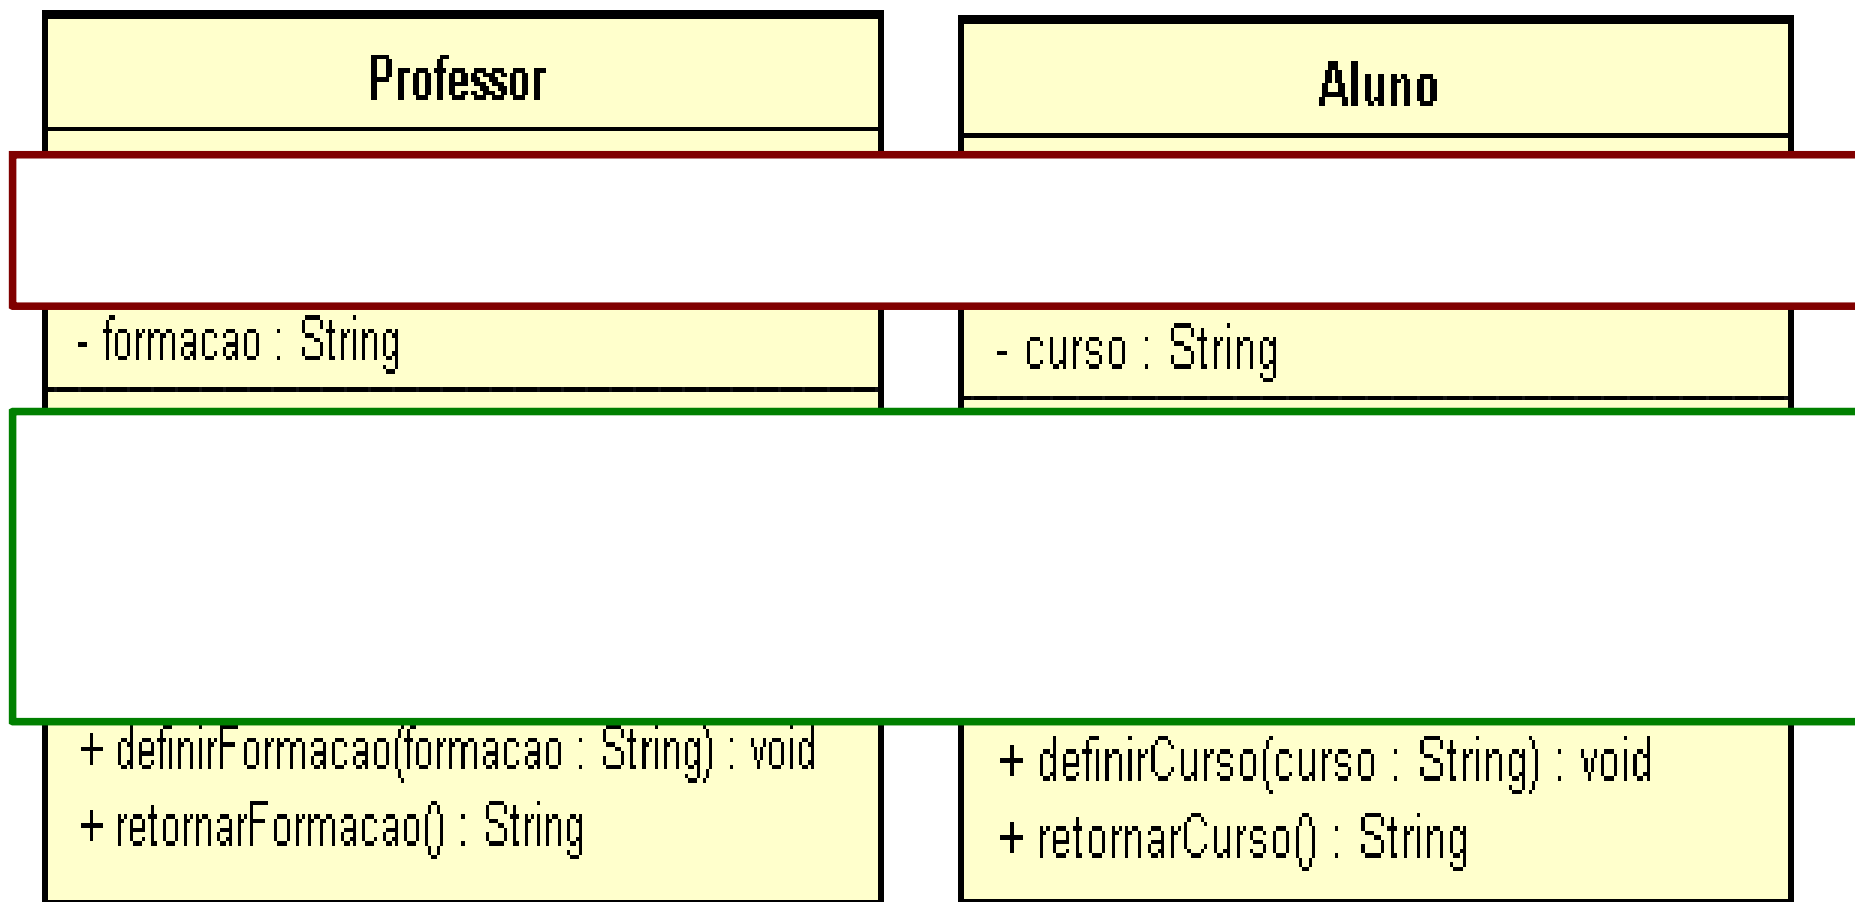 Professor
- formacao : String
+ definirFormacao(formacao : String) : void
+ retornarFormacao() : String
Aluno
- curso : String
+ definirCurso(curso : String) : void
+ retornarCurso() : String